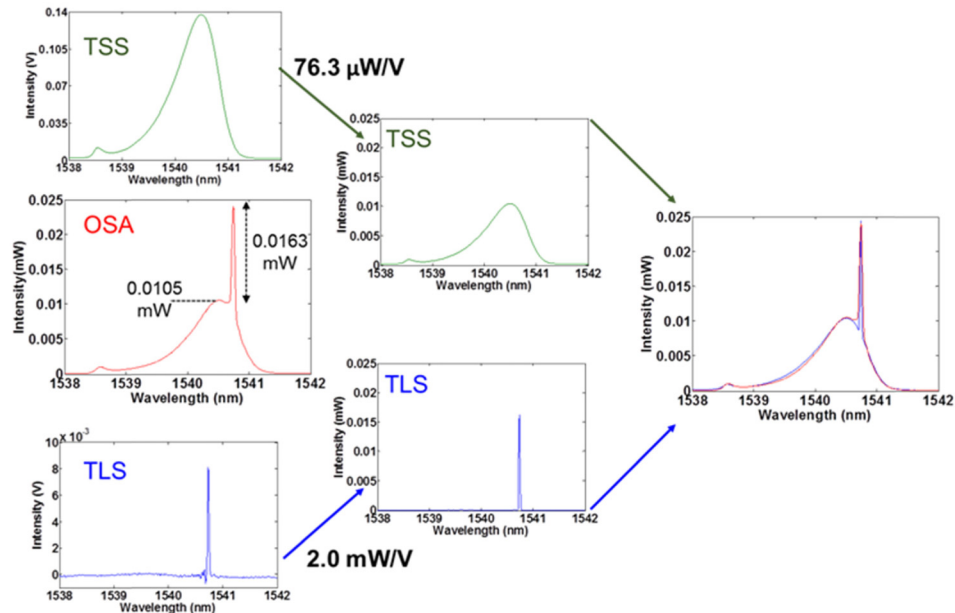 0.14
0.105
0.07
0.035
0
Intensity (V)
TSS
1538 1539 1540 1541 1542
Wavelength (nm)
76.3 µW/V
0.025
0.02
0.015
0.01
0.005
0
Intensity (mW)
TSS
1538 1539 1540 1541 1542
Wavelength (nm)
0.025
0.02
0.015
0.01
0.005
0
Intensity(mW)
OSA
0.0163
mW
0.0105
mW
1538 1539 1540 1541 1542
Wavelength (nm)
0.025
0.02
0.015
0.01
0.005
0
Intensity (mW)
1538 1539 1540 1541 1542
Wavelength (nm)
0.025
0.02
0.015
0.01
0.005
0
Intensity (mW)
TLS
1538 1539 1540 1541 1542
Wavelength (nm)
x 10⁻³
10
8
6
4
2
0
Intensity (V)
TLS
1538 1539 1540 1541 1542
Wavelength (nm)
2.0 mW/V